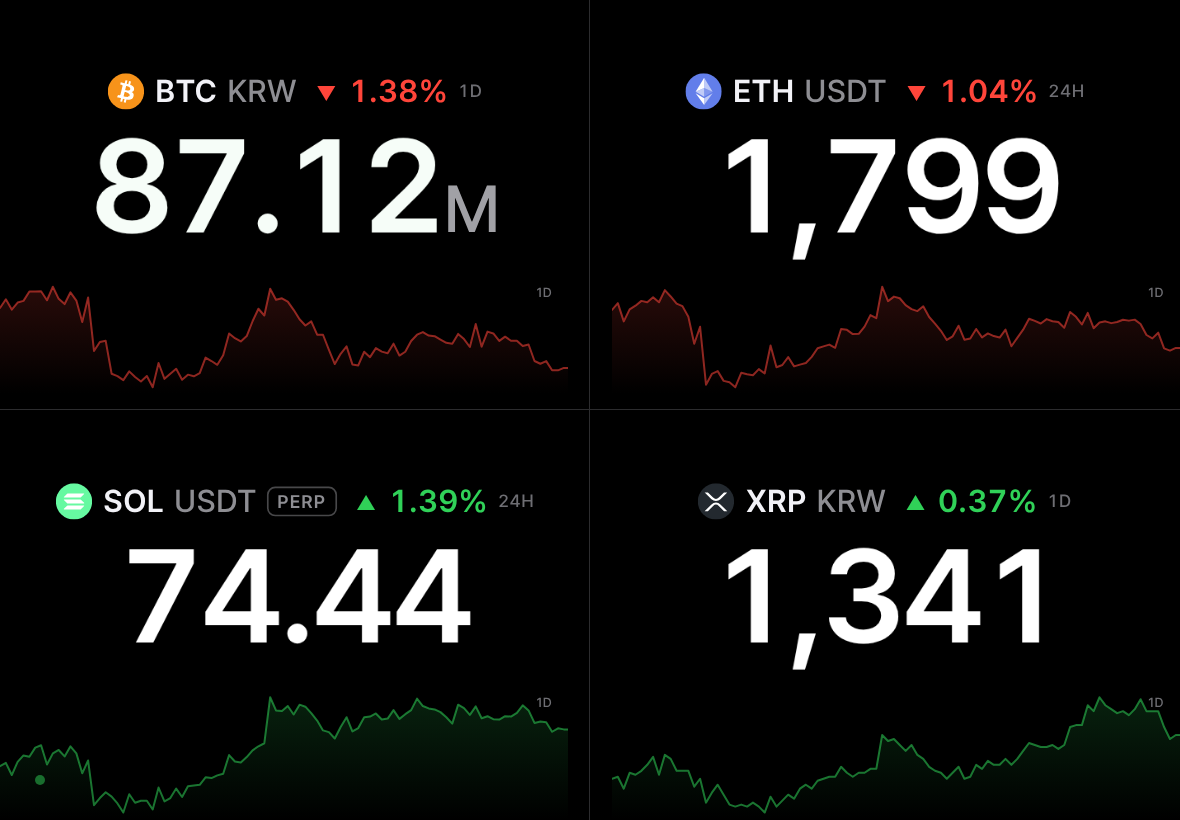 BTC KRW ▼ 1.38% 1D
87.12M
1D
ETH USDT ▼ 1.04% 24H
1,799
1D
SOL USDT PERP ▲ 1.39% 24H
74.44
1D
XRP KRW ▲ 0.37% 1D
1,341
1D